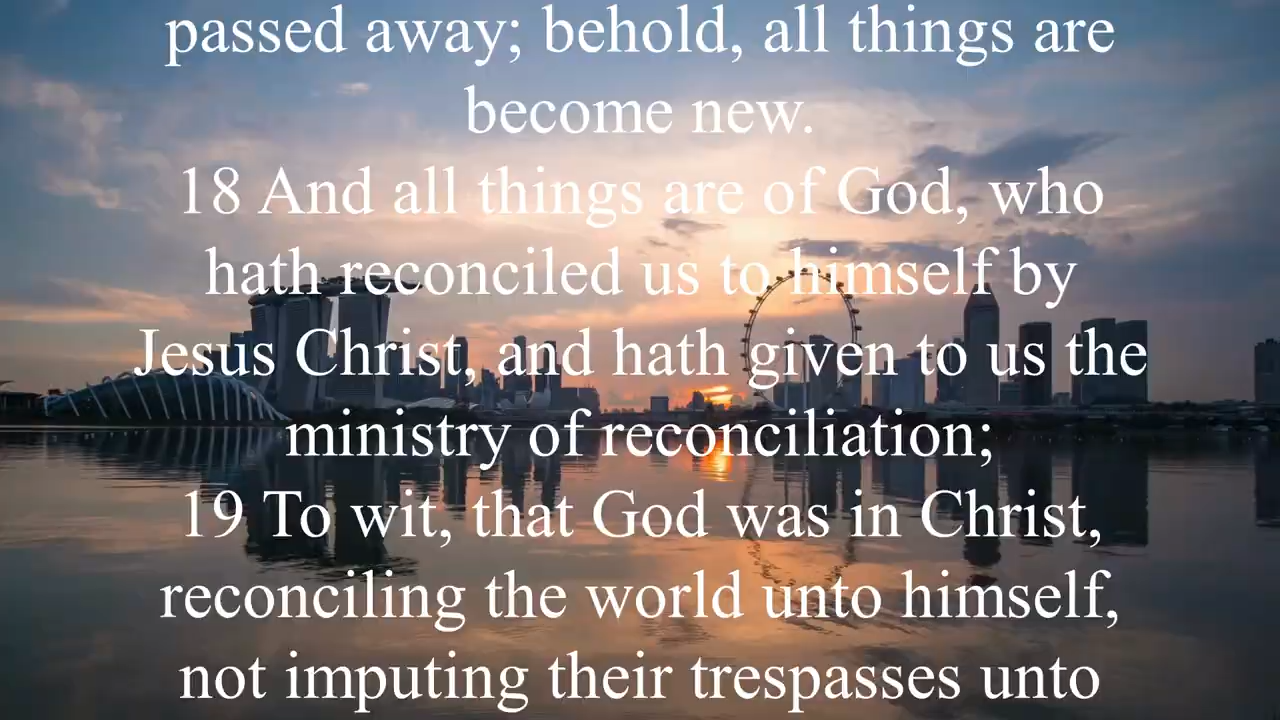 passed away; behold, all things are
become new.
18 And all things are of God, who
hath reconciled us to himself by
Jesus Christ, and hath given to us the
ministry of reconciliation;
19 To wit, that God was in Christ,
reconciling the world unto himself,
not imputing their trespasses unto